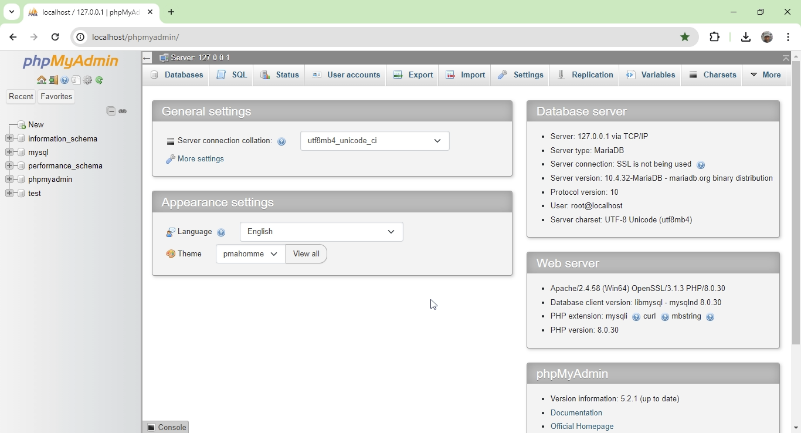 localhost / 127.0.0.1 | phpMyAd
localhost/phpmyadmin/
phpMyAdmin
Recent
Favorites
New
information_schema
mysql
performance_schema
phpmyadmin
test
Server: 127.0.0.1
Databases
SQL
Status
User accounts
Export
Import
Settings
Replication
Variables
Charsets
More
General settings
Server connection collation:
utf8mb4_unicode_ci
More settings
Appearance settings
Language
English
Theme
pmahomme
View all
Database server
Server: 127.0.0.1 via TCP/IP
Server type: MariaDB
Server connection: SSL is not being used
Server version: 10.4.32-MariaDB - mariadb.org binary distribution
Protocol version: 10
User: root@localhost
Server charset: UTF-8 Unicode (utf8mb4)
Web server
Apache/2.4.58 (Win64) OpenSSL/3.1.3 PHP/8.0.30
Database client version: libmysql - mysqlnd 8.0.30
PHP extension: mysqli curl mbstring
PHP version: 8.0.30
phpMyAdmin
Version information: 5.2.1 (up to date)
Documentation
Official Homepage
Console